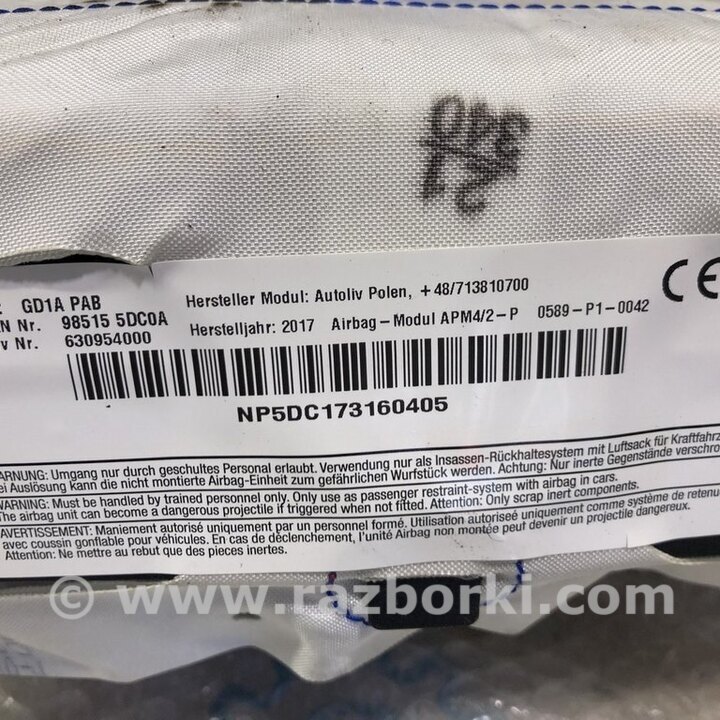 340
21
GD1A PAB
N Nr. 98515 5DC0A
v Nr. 630954000
Hersteller Modul: Autoliv Polen, +48/713810700
Herstelljahr: 2017 Airbag-Modul APM4/2-P 0589-P1-0042
CE
NP5DC173160405
WARNUNG: Umgang nur durch geschultes Personal erlaubt. Verwendung nur als Insassen-Rückhaltesystem mit Luftsack für Kraftfahrz
ei Auslösung kann die nicht montierte Airbag-Einheit zum gefährlichen Wurfstück werden. Achtung: Nur inerte Gegenstände verschro
WARNING: Must be handled by trained personnel only. Only use as passenger restraint-system with airbag in cars.
The airbag unit can become a dangerous projectile if triggered when not fitted. Attention: Only scrap inert components.
AVERTISSEMENT: Maniement autorisé uniquement par un personnel formé. Utilisation autorisée uniquement comme système de retenu
avec coussin gonflable pour véhicules. En cas de déclenchement, l'unité Airbag non montée peut devenir un projectile dangereux.
Attention: Ne mettre au rebut que des pieces inertes.
© www.razborki.com